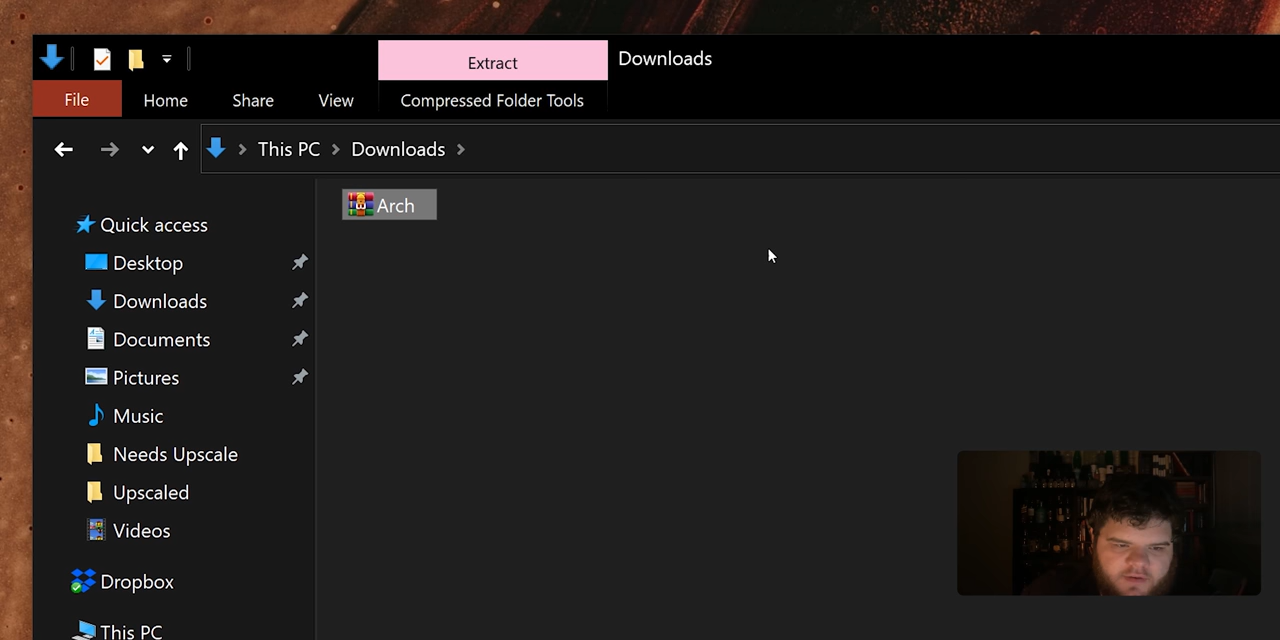 Extract
Downloads
File
Home
Share
View
Compressed Folder Tools
This PC
Downloads
Arch
Quick access
Desktop
Downloads
Documents
Pictures
Music
Needs Upscale
Upscaled
Videos
Dropbox
This PC